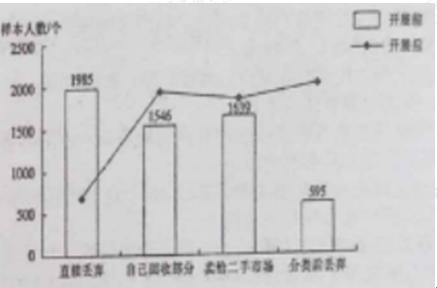 样本人数/个
开展前
开展后
2500
2000
1500
1000
500
0
1985
1546
1639
595
直接丢弃
自己回收部分
卖给二手市场
分类后丢弃